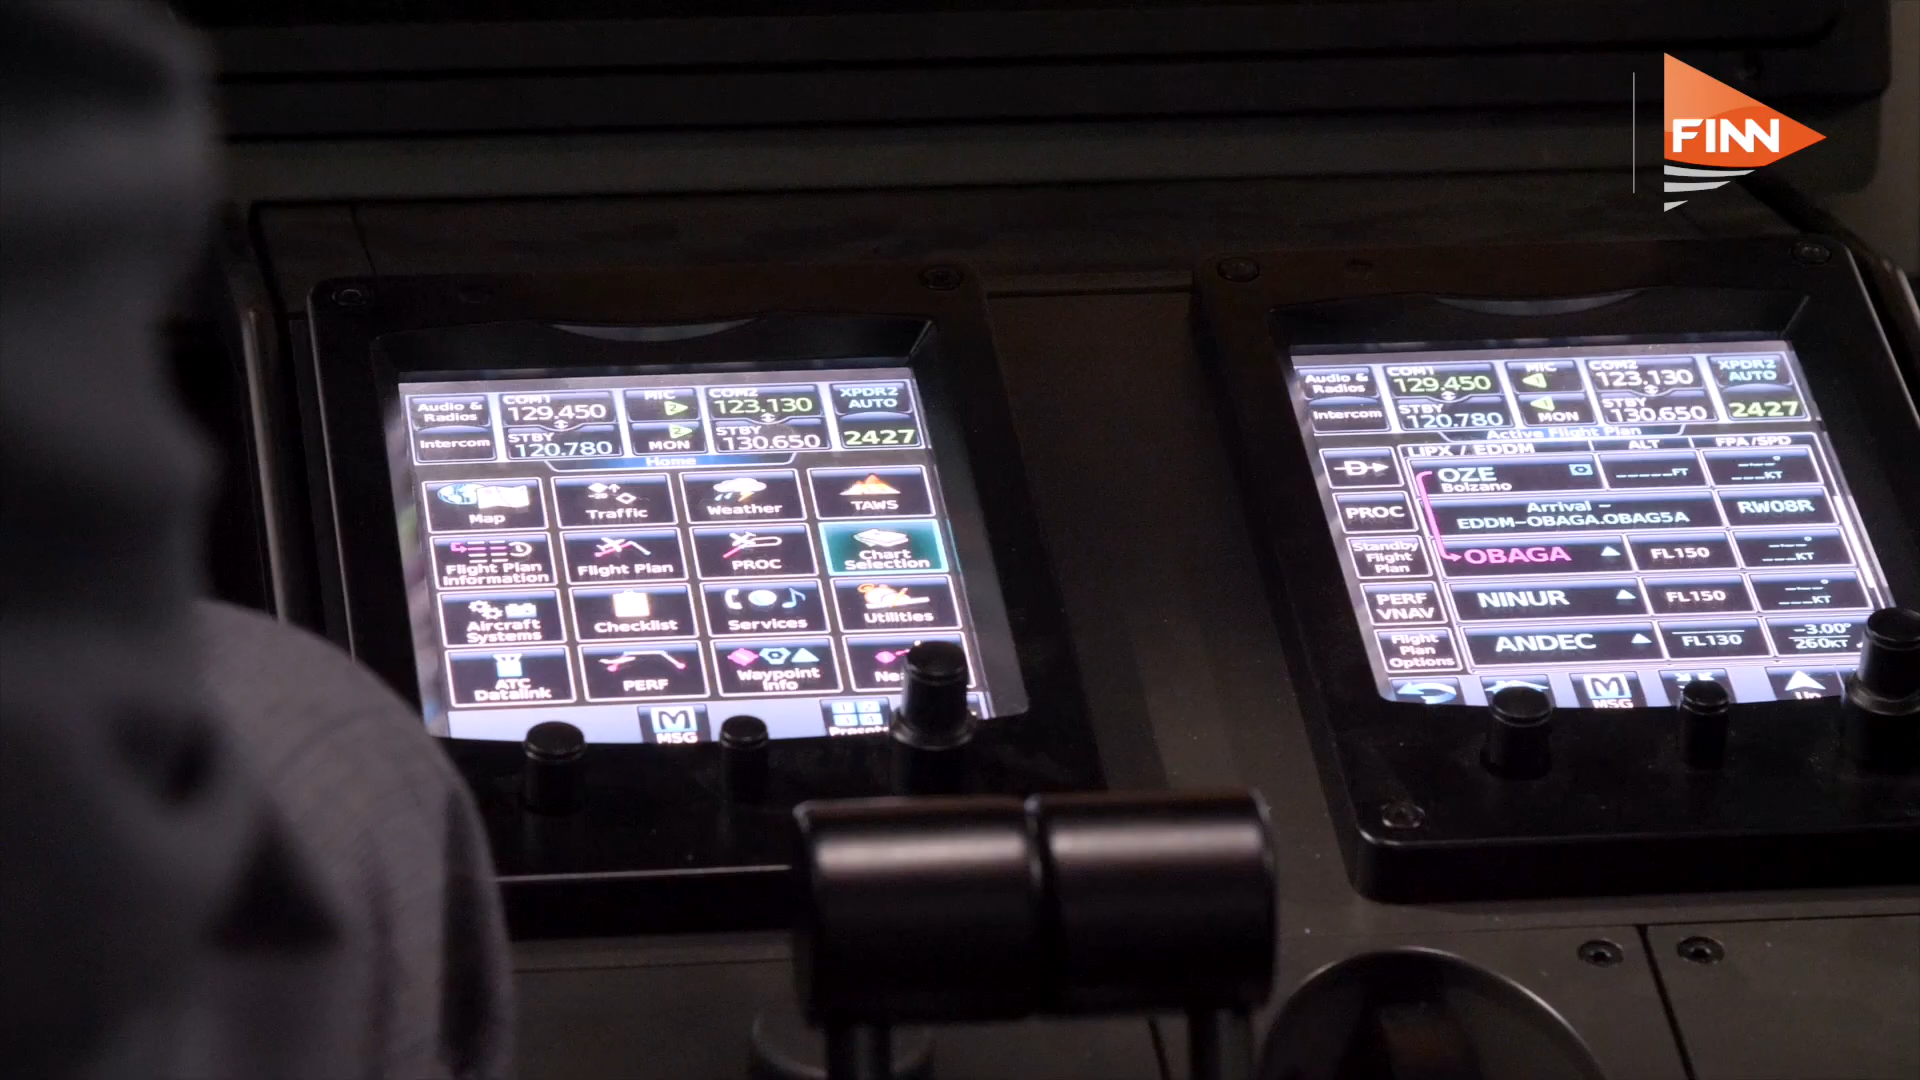 FINN
Audio & Radios
COM1
129.450
MIC
COM2
123.130
XPDR2
AUTO
Intercom
STBY
120.780
MON
STBY
130.650
2427
Home
Map
Traffic
Weather
TAWS
Flight Plan Information
Flight Plan
PROC
Chart Selection
Aircraft Systems
Checklist
Services
Utilities
ATC Datalink
PERF
Waypoint Info
MSG
Audio & Radios
COM1
129.450
MIC
COM2
123.130
XPDR2
AUTO
Intercom
STBY
120.780
MON
STBY
130.650
2427
Active Flight Plan
LIPX / EDDM
ALT
FPA/SPD
OZE
Bolzano
_____FT
___KT
PROC
Arrival –
EDDM-OBAGA.OBAG5A
RW08R
Standby Flight Plan
OBAGA
FL150
___KT
PERF
VNAV
NINUR
FL150
___KT
Flight Plan Options
ANDEC
FL130
-3.00°
260KT
MSG
Up